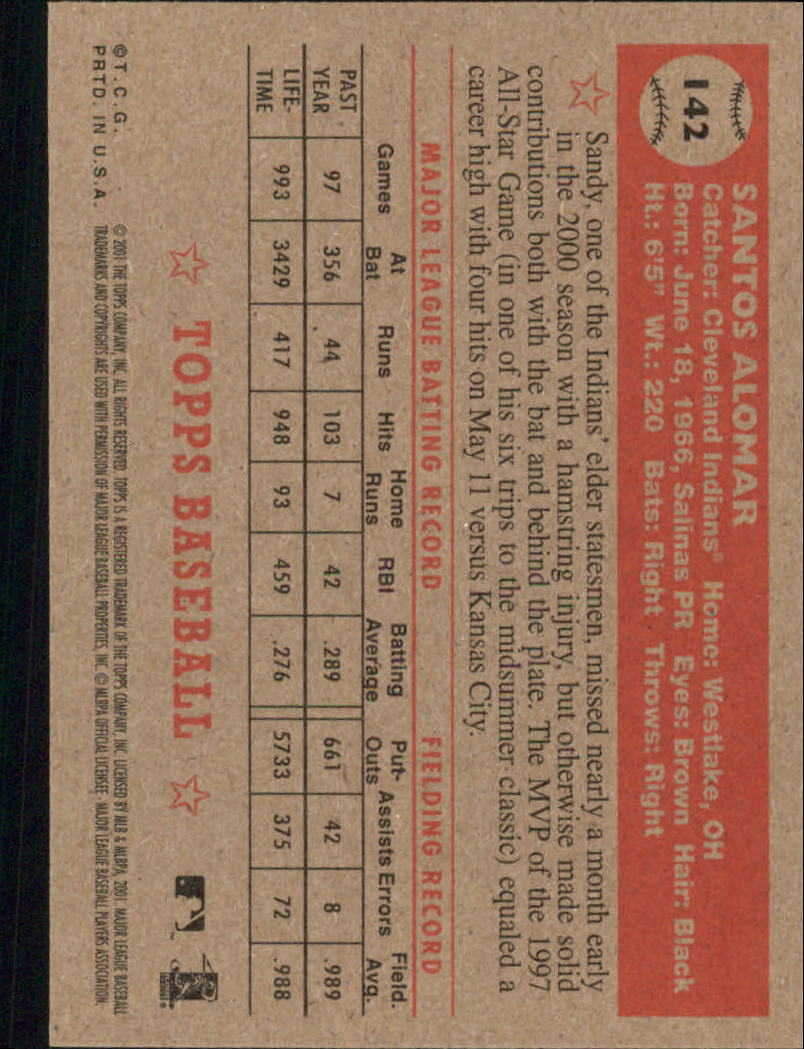 142
SANTOS ALOMAR
Catcher: Cleveland Indians® Home: Westlake, OH
Born: June 18, 1966, Salinas PR Eyes: Brown Hair: Black
Ht.: 6'5" Wt.: 220 Bats: Right Throws: Right
Sandy, one of the Indians' elder statesmen, missed nearly a month early
in the 2000 season with a hamstring injury, but otherwise made solid
contributions both with the bat and behind the plate. The MVP of the 1997
All-Star Game (in one of his six trips to the midsummer classic) equaled a
career high with four hits on May 11 versus Kansas City.
MAJOR LEAGUE BATTING RECORD FIELDING RECORD
Games At Bat Runs Hits Home Runs RBI Batting Average Put-Outs Assists Errors Field. Avg.
PAST YEAR 97 356 44 103 7 42 .289 661 42 8 .989
LIFE-TIME 993 3429 417 948 93 459 .276 5733 375 72 .988
TOPPS BASEBALL
©T.C.G. © 2001 THE TOPPS COMPANY, INC. ALL RIGHTS RESERVED. TOPPS IS A REGISTERED TRADEMARK OF THE TOPPS COMPANY, INC. LICENSED BY MLB & MLBPA, 2001. MAJOR LEAGUE BASEBALL
PRTD. IN U.S.A. TRADEMARKS AND COPYRIGHTS ARE USED WITH PERMISSION OF MAJOR LEAGUE BASEBALL PROPERTIES, INC. © MLBPA OFFICIAL LICENSEE - MAJOR LEAGUE BASEBALL PLAYERS ASSOCIATION.